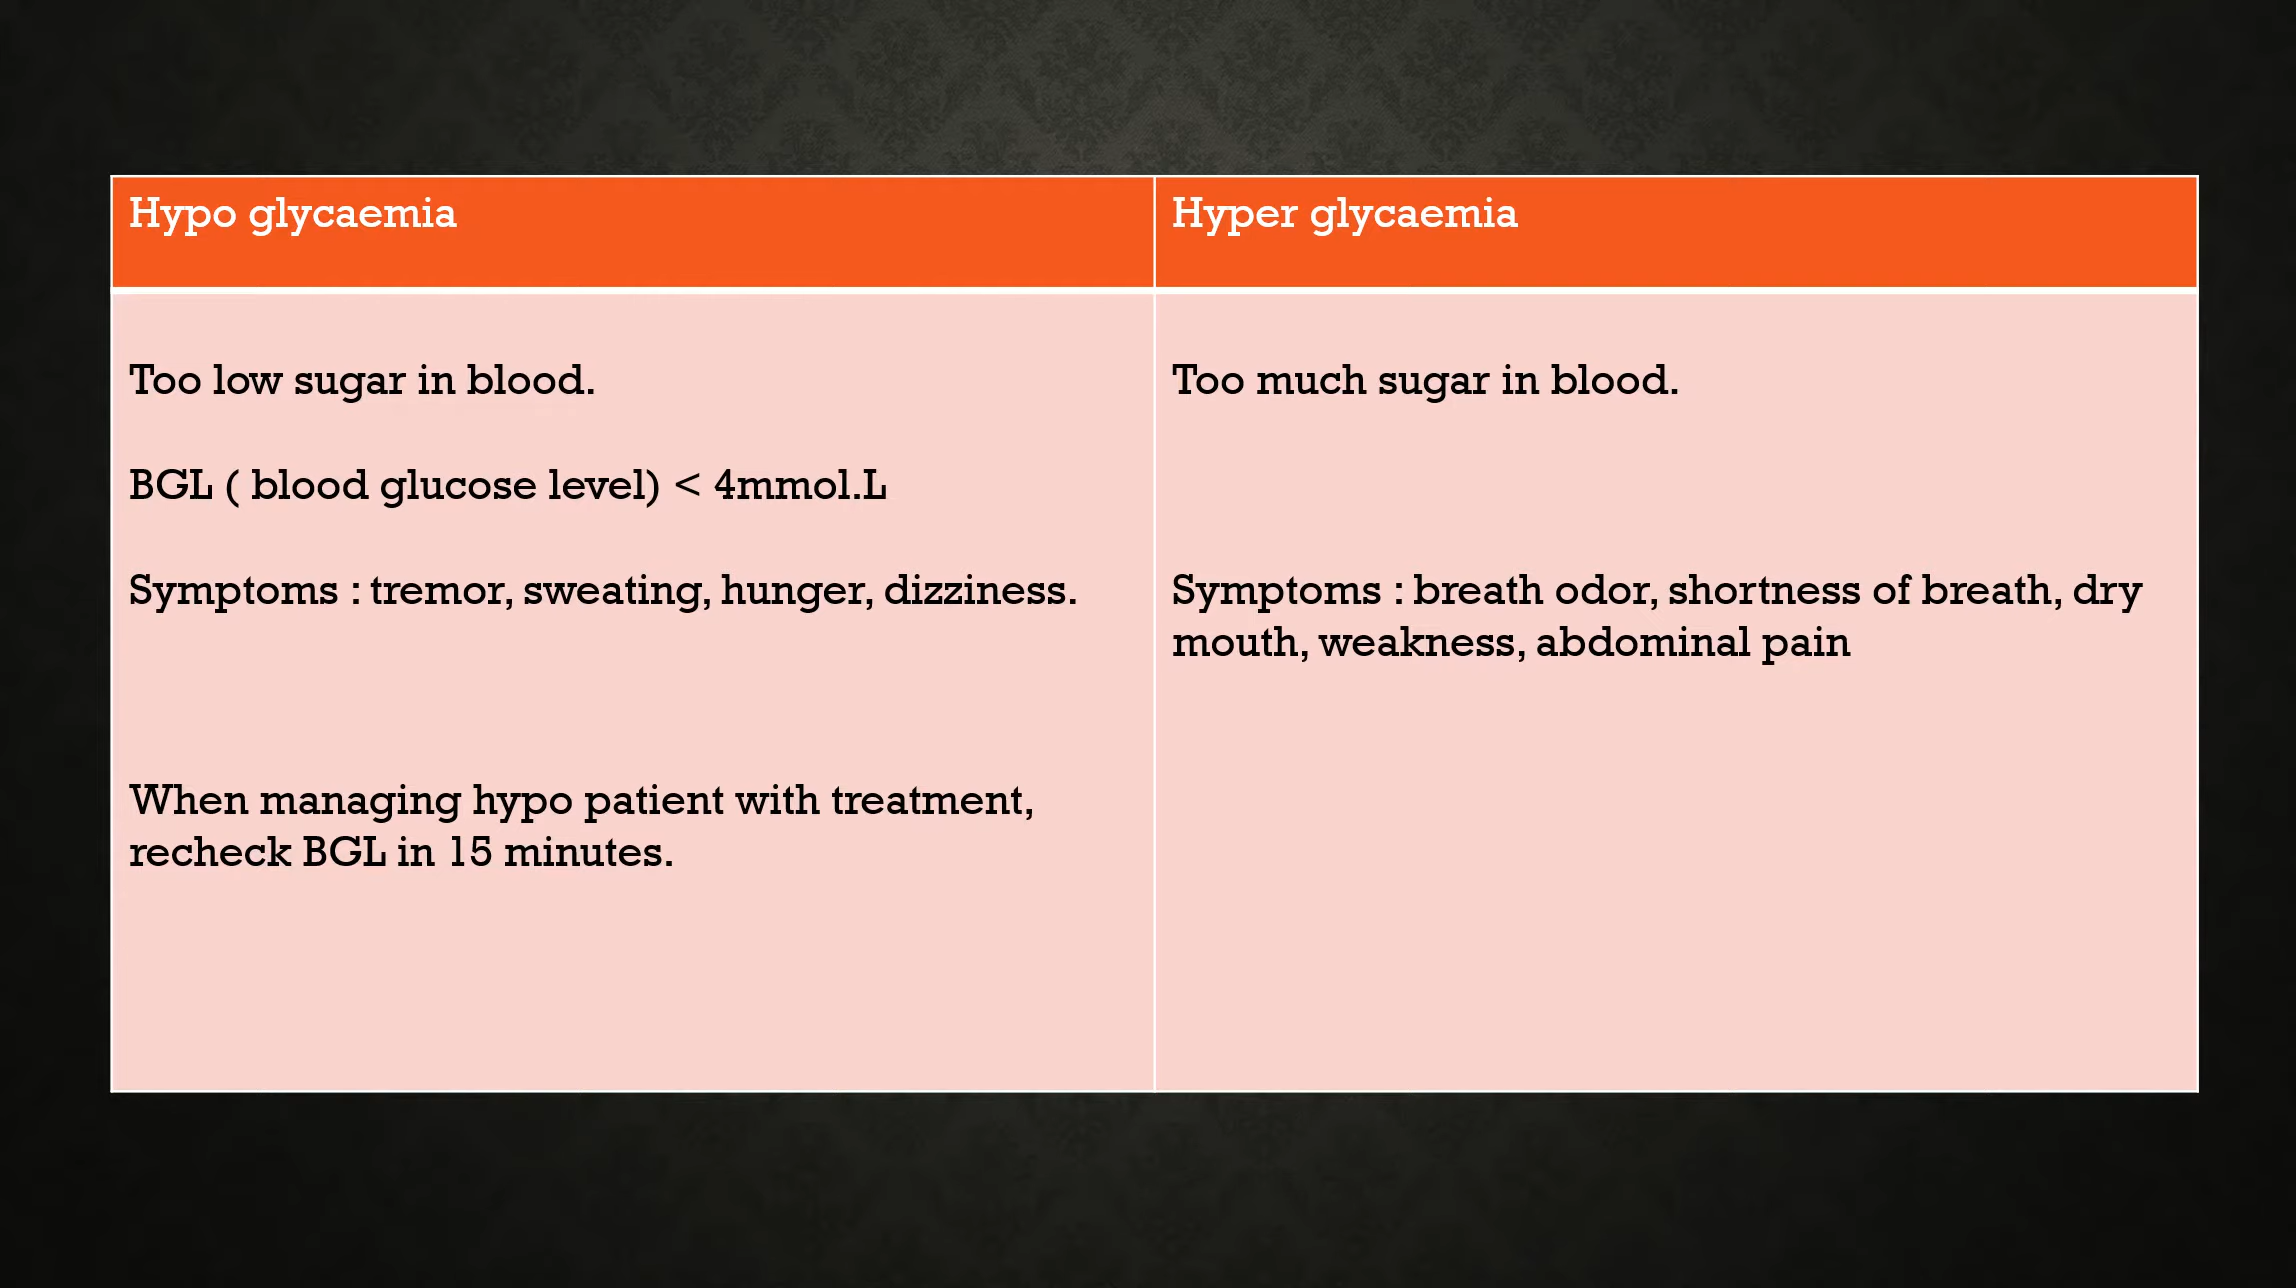 Hypo glycaemia
Hyper glycaemia
Too low sugar in blood.
BGL ( blood glucose level) < 4mmol.L
Symptoms : tremor, sweating, hunger, dizziness.
When managing hypo patient with treatment,
recheck BGL in 15 minutes.
Too much sugar in blood.
Symptoms : breath odor, shortness of breath, dry
mouth, weakness, abdominal pain